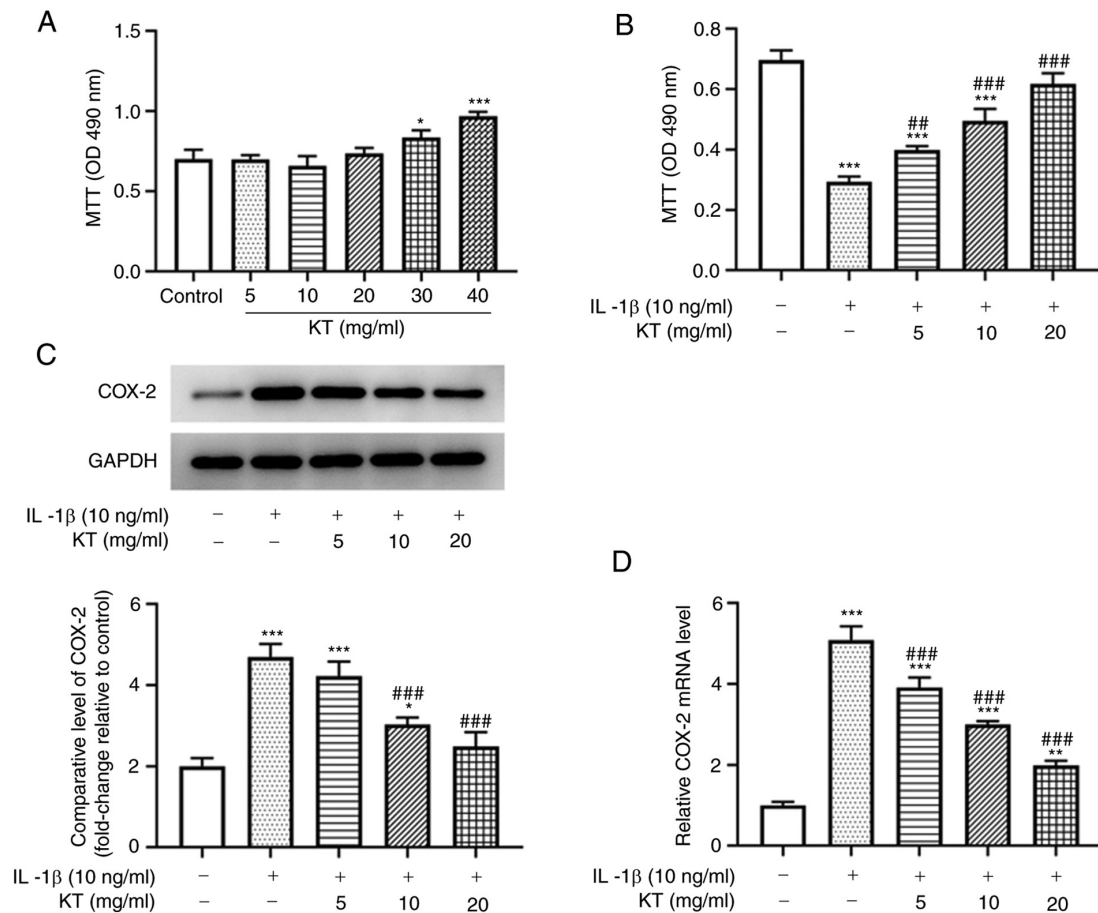 A
MTT (OD 490 nm)
1.5
1.0
0.5
0.0
*
***
Control 5 10 20 30 40
KT (mg/ml)
B
MTT (OD 490 nm)
0.8
0.6
0.4
0.2
0.0
***
##
***
###
***
###
IL -1β (10 ng/ml) – + + + +
KT (mg/ml) – – 5 10 20
C
COX-2
GAPDH
IL -1β (10 ng/ml) – + + + +
KT (mg/ml) – – 5 10 20
Comparative level of COX-2
(fold-change relative to control)
6
4
2
0
***
***
###
*
###
IL -1β (10 ng/ml) – + + + +
KT (mg/ml) – – 5 10 20
D
Relative COX-2 mRNA level
6
4
2
0
***
###
***
###
***
###
**
IL -1β (10 ng/ml) – + + + +
KT (mg/ml) – – 5 10 20